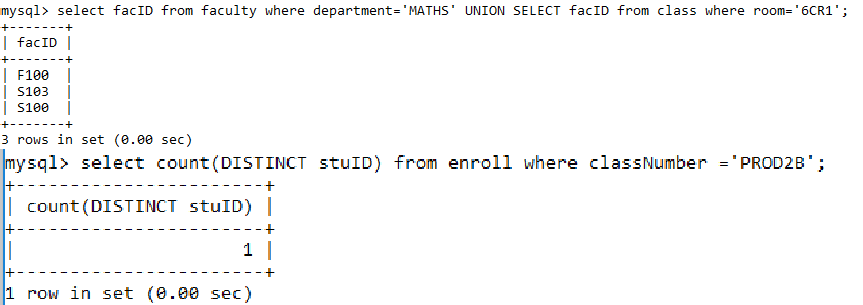 mysql> select facID from faculty where department='MATHS' UNION SELECT facID from class where room='6CR1';
+-------+
| facID |
+-------+
| F100  |
| S103  |
| S100  |
+-------+
3 rows in set (0.00 sec)
mysql> select count(DISTINCT stuID) from enroll where classNumber ='PROD2B';
+-----------------------+
| count(DISTINCT stuID) |
+-----------------------+
|                     1 |
+-----------------------+
1 row in set (0.00 sec)